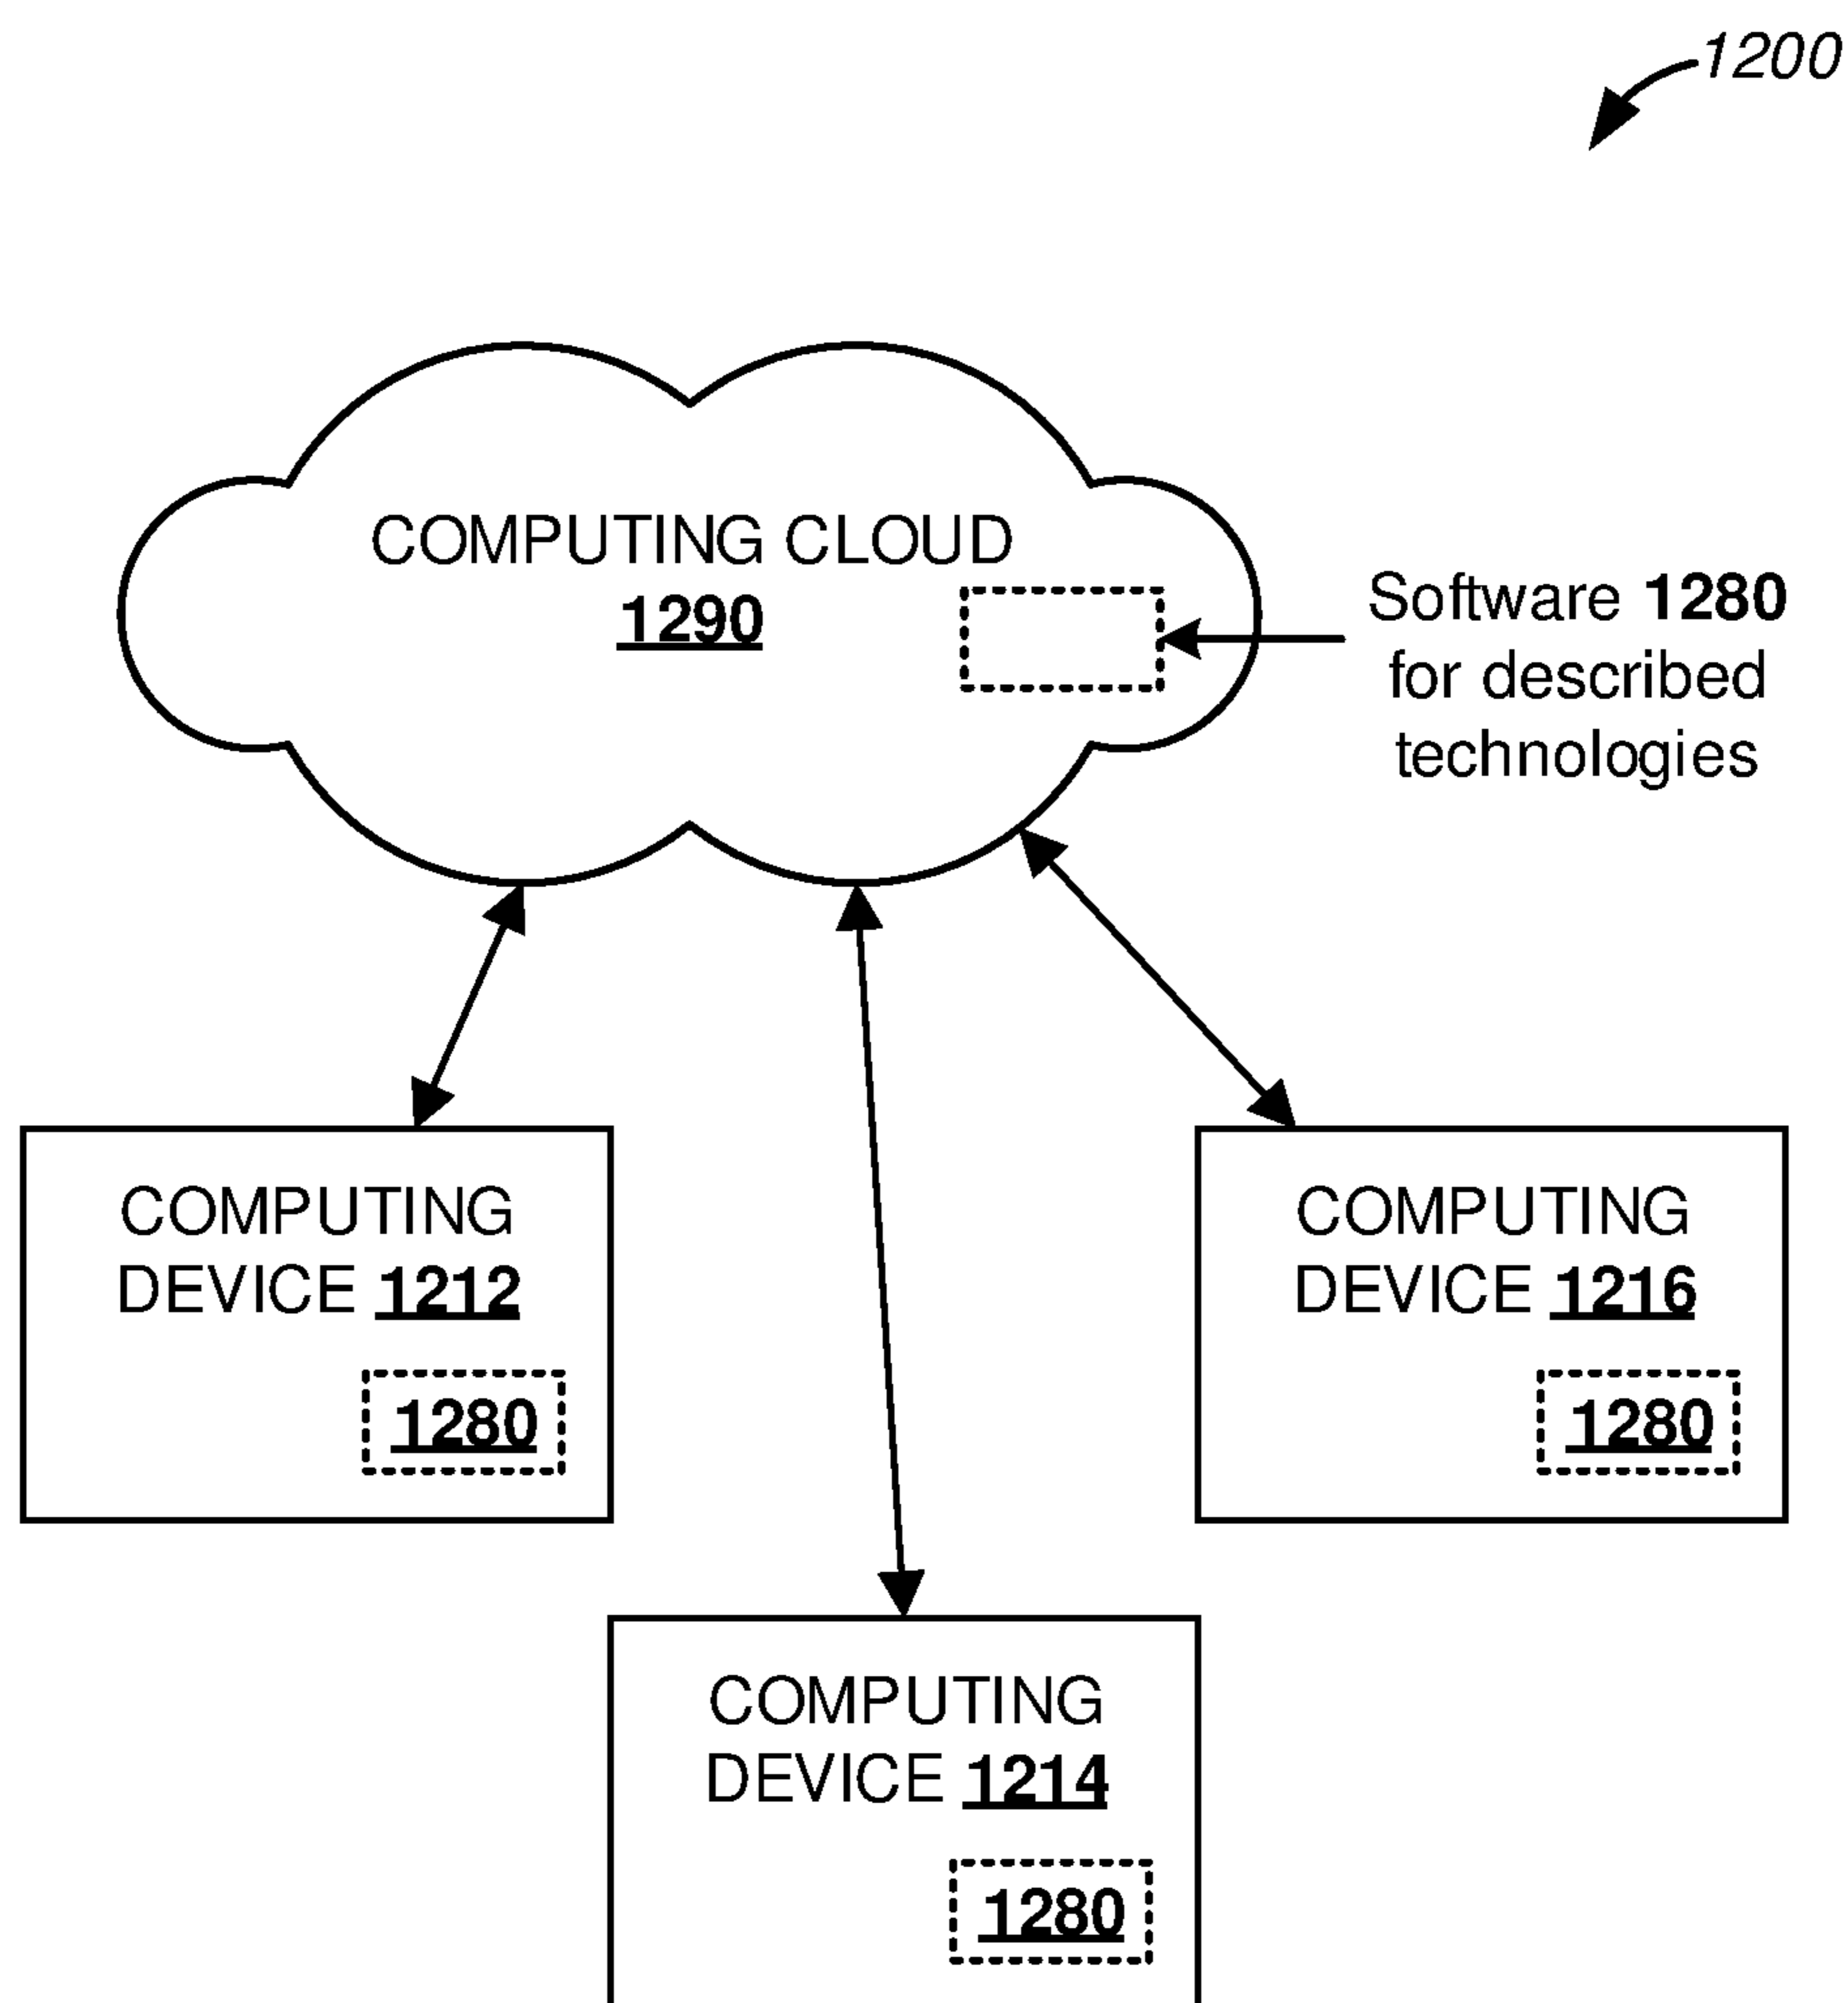 1200
COMPUTING CLOUD
1290
Software 1280
for described
technologies
COMPUTING
DEVICE 1212
1280
COMPUTING
DEVICE 1216
1280
COMPUTING
DEVICE 1214
1280